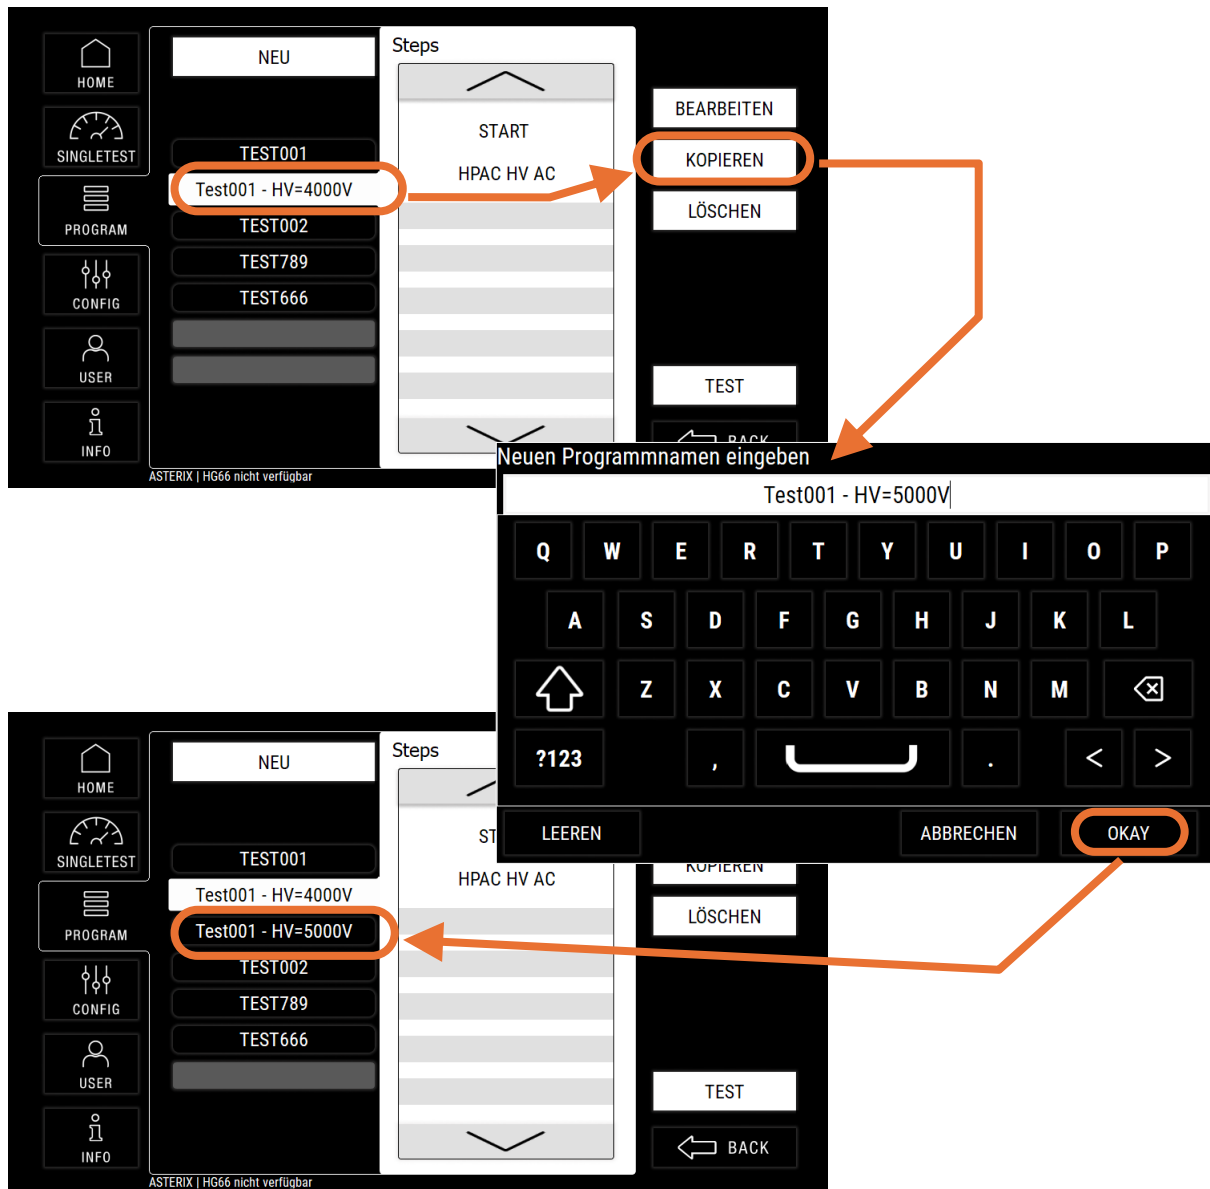 NEU
Steps
HOME
START
BEARBEITEN
SINGLETEST
TEST001
KOPIEREN
HPAC HV AC
Test001 - HV=4000V
LÖSCHEN
PROGRAM
TEST002
TEST789
CONFIG
TEST666
USER
TEST
INFO
BACK
ASTERIX | HG66 nicht verfügbar
Neuen Programmnamen eingeben
Test001 - HV=5000V
Q W E R T Y U I O P
A S D F G H J K L
Z X C V B N M
?123 , . < >
LEEREN ABBRECHEN OKAY
NEU
Steps
HOME
ST
SINGLETEST
TEST001
KOPIEREN
HPAC HV AC
Test001 - HV=4000V
LÖSCHEN
PROGRAM
Test001 - HV=5000V
TEST002
CONFIG
TEST789
TEST666
USER
TEST
INFO
BACK
ASTERIX | HG66 nicht verfügbar